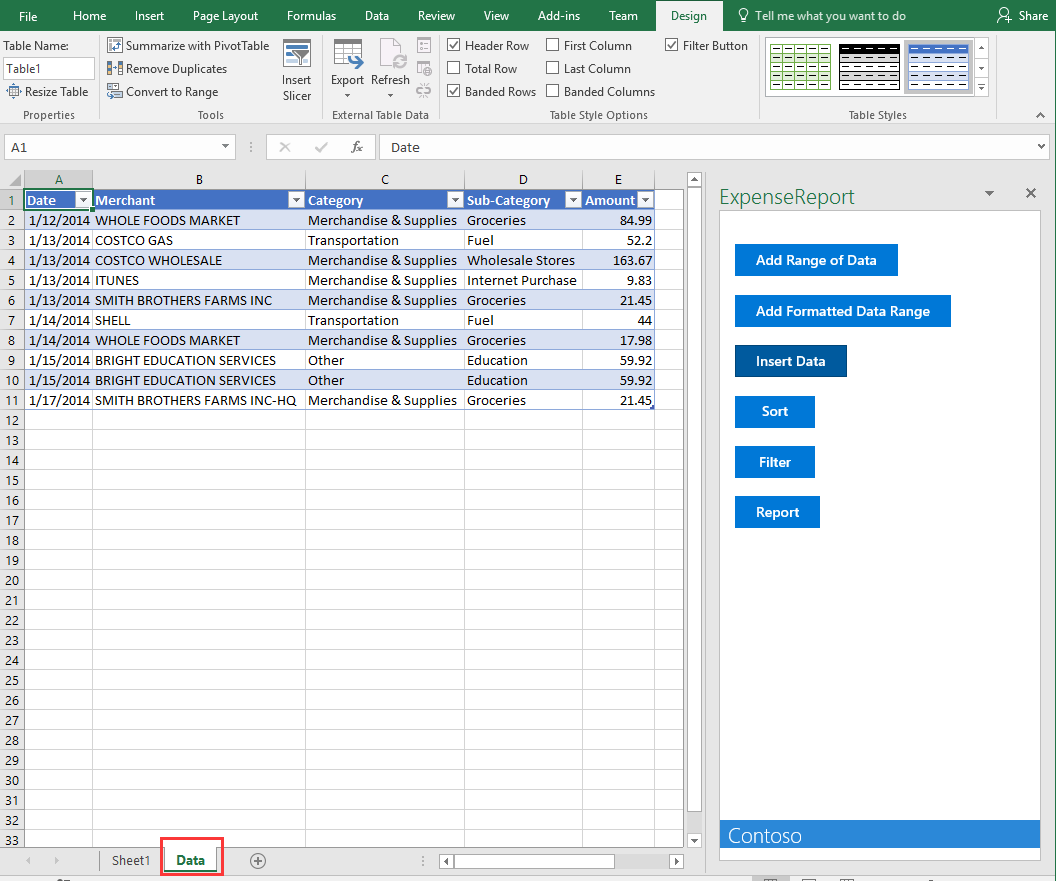 File Home Insert Page Layout Formulas Data Review View Add-ins Team Design Tell me what you want to do Share
Table Name:
Table1
Resize Table
Properties
Summarize with PivotTable
Remove Duplicates
Convert to Range
Insert
Slicer
Tools
Export Refresh
External Table Data
Header Row First Column Filter Button
Total Row Last Column
Banded Rows Banded Columns
Table Style Options
Table Styles
A1 fx Date
A B C D E
1 Date Merchant Category Sub-Category Amount
2 1/12/2014 WHOLE FOODS MARKET Merchandise & Supplies Groceries 84.99
3 1/13/2014 COSTCO GAS Transportation Fuel 52.2
4 1/13/2014 COSTCO WHOLESALE Merchandise & Supplies Wholesale Stores 163.67
5 1/13/2014 ITUNES Merchandise & Supplies Internet Purchase 9.83
6 1/13/2014 SMITH BROTHERS FARMS INC Merchandise & Supplies Groceries 21.45
7 1/14/2014 SHELL Transportation Fuel 44
8 1/14/2014 WHOLE FOODS MARKET Merchandise & Supplies Groceries 17.98
9 1/15/2014 BRIGHT EDUCATION SERVICES Other Education 59.92
10 1/15/2014 BRIGHT EDUCATION SERVICES Other Education 59.92
11 1/17/2014 SMITH BROTHERS FARMS INC-HQ Merchandise & Supplies Groceries 21.45
12
13
14
15
16
17
18
19
20
21
22
23
24
25
26
27
28
29
30
31
32
33
Sheet1 Data
ExpenseReport
Add Range of Data
Add Formatted Data Range
Insert Data
Sort
Filter
Report
Contoso